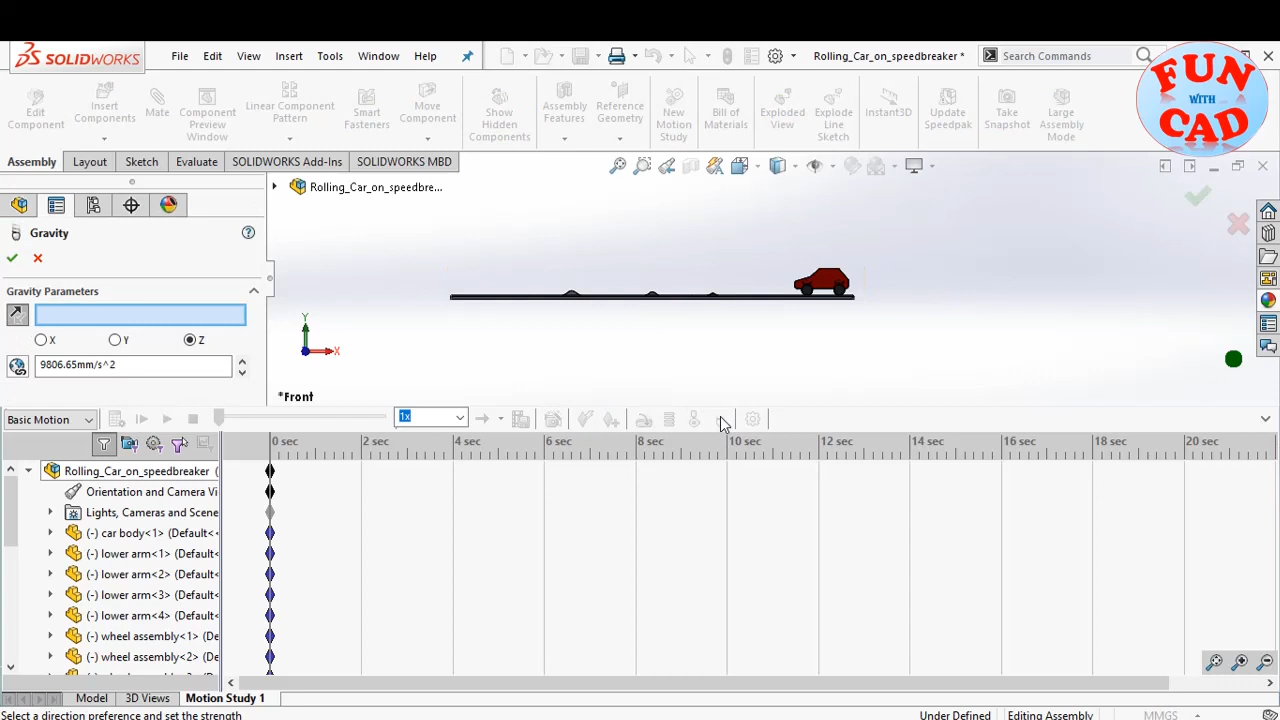 SOLIDWORKS File Edit View Insert Tools Window Help Rolling_Car_on_speedbreaker * Search Commands
FUN
WITH
CAD
Edit Component
Insert Components
Mate
Component Preview Window
Linear Component Pattern
Smart Fasteners
Move Component
Show Hidden Components
Assembly Features
Reference Geometry
New Motion Study
Bill of Materials
Exploded View
Explode Line Sketch
Instant3D
Update Speedpak
Take Snapshot
Large Assembly Mode
Assembly Layout Sketch Evaluate SOLIDWORKS Add-Ins SOLIDWORKS MBD
Rolling_Car_on_speedbre...
Gravity
Gravity Parameters
X Y Z
9806.65mm/s^2
Y
X
*Front
Basic Motion 1x
0 sec 2 sec 4 sec 6 sec 8 sec 10 sec 12 sec 14 sec 16 sec 18 sec 20 sec
Rolling_Car_on_speedbreaker (
Orientation and Camera Vi
Lights, Cameras and Scene
(-) car body<1> (Default<
(-) lower arm<1> (Default<
(-) lower arm<2> (Default<
(-) lower arm<3> (Default<
(-) lower arm<4> (Default<
(-) wheel assembly<1> (De
(-) wheel assembly<2> (De
Model 3D Views Motion Study 1
Select a direction preference and set the strength Under Defined Editing Assembly MMGS